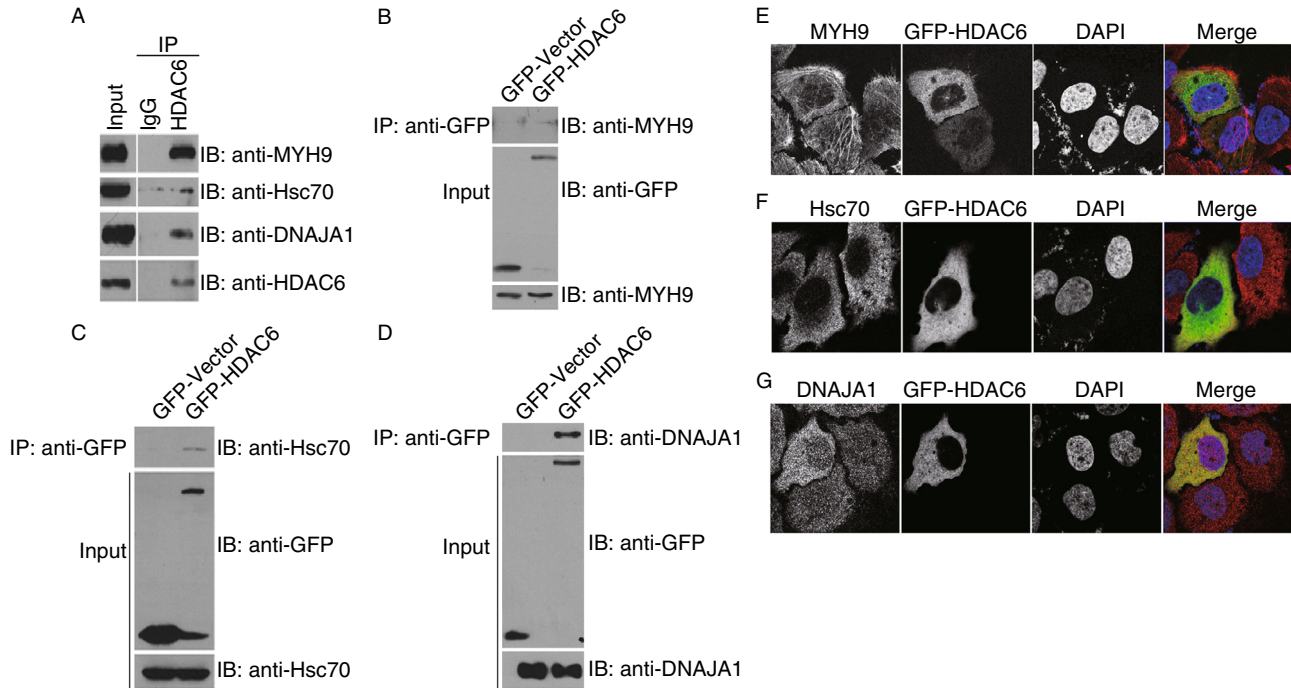 A
IP
Input
IgG
HDAC6
IB: anti-MYH9
IB: anti-Hsc70
IB: anti-DNAJA1
IB: anti-HDAC6
B
GFP-Vector
GFP-HDAC6
IP: anti-GFP
IB: anti-MYH9
Input
IB: anti-GFP
IB: anti-MYH9
C
GFP-Vector
GFP-HDAC6
IP: anti-GFP
IB: anti-Hsc70
Input
IB: anti-GFP
IB: anti-Hsc70
D
GFP-Vector
GFP-HDAC6
IP: anti-GFP
IB: anti-DNAJA1
Input
IB: anti-GFP
IB: anti-DNAJA1
E
MYH9 GFP-HDAC6 DAPI Merge
F
Hsc70 GFP-HDAC6 DAPI Merge
G
DNAJA1 GFP-HDAC6 DAPI Merge